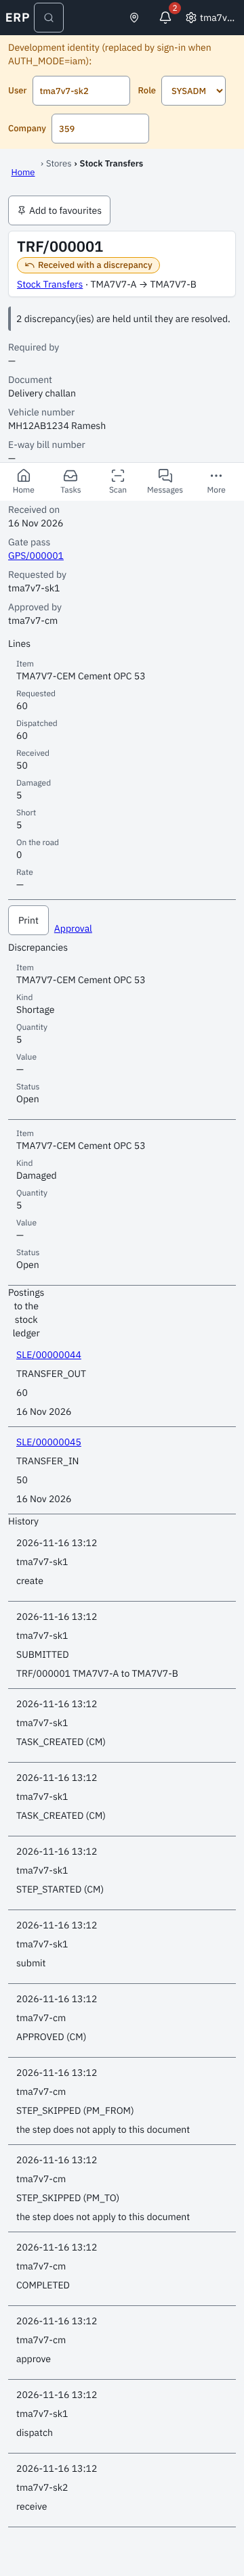 ERP
2
tma7v...
Development identity (replaced by sign-in when
AUTH_MODE=iam):
User tma7v7-sk2 Role SYSADM
Company 359
Home › Stores › Stock Transfers
Add to favourites
TRF/000001
Received with a discrepancy
Stock Transfers · TMA7V7-A → TMA7V7-B
2 discrepancy(ies) are held until they are resolved.
Required by
—
Document
Delivery challan
Vehicle number
MH12AB1234 Ramesh
E-way bill number
—
Home Tasks Scan Messages More
Received on
16 Nov 2026
Gate pass
GPS/000001
Requested by
tma7v7-sk1
Approved by
tma7v7-cm
Lines
Item
TMA7V7-CEM Cement OPC 53
Requested
60
Dispatched
60
Received
50
Damaged
5
Short
5
On the road
0
Rate
—
Print Approval
Discrepancies
Item
TMA7V7-CEM Cement OPC 53
Kind
Shortage
Quantity
5
Value
—
Status
Open
Item
TMA7V7-CEM Cement OPC 53
Kind
Damaged
Quantity
5
Value
—
Status
Open
Postings
to the
stock
ledger
SLE/00000044
TRANSFER_OUT
60
16 Nov 2026
SLE/00000045
TRANSFER_IN
50
16 Nov 2026
History
2026-11-16 13:12
tma7v7-sk1
create
2026-11-16 13:12
tma7v7-sk1
SUBMITTED
TRF/000001 TMA7V7-A to TMA7V7-B
2026-11-16 13:12
tma7v7-sk1
TASK_CREATED (CM)
2026-11-16 13:12
tma7v7-sk1
TASK_CREATED (CM)
2026-11-16 13:12
tma7v7-sk1
STEP_STARTED (CM)
2026-11-16 13:12
tma7v7-sk1
submit
2026-11-16 13:12
tma7v7-cm
APPROVED (CM)
2026-11-16 13:12
tma7v7-cm
STEP_SKIPPED (PM_FROM)
the step does not apply to this document
2026-11-16 13:12
tma7v7-cm
STEP_SKIPPED (PM_TO)
the step does not apply to this document
2026-11-16 13:12
tma7v7-cm
COMPLETED
2026-11-16 13:12
tma7v7-cm
approve
2026-11-16 13:12
tma7v7-sk1
dispatch
2026-11-16 13:12
tma7v7-sk2
receive